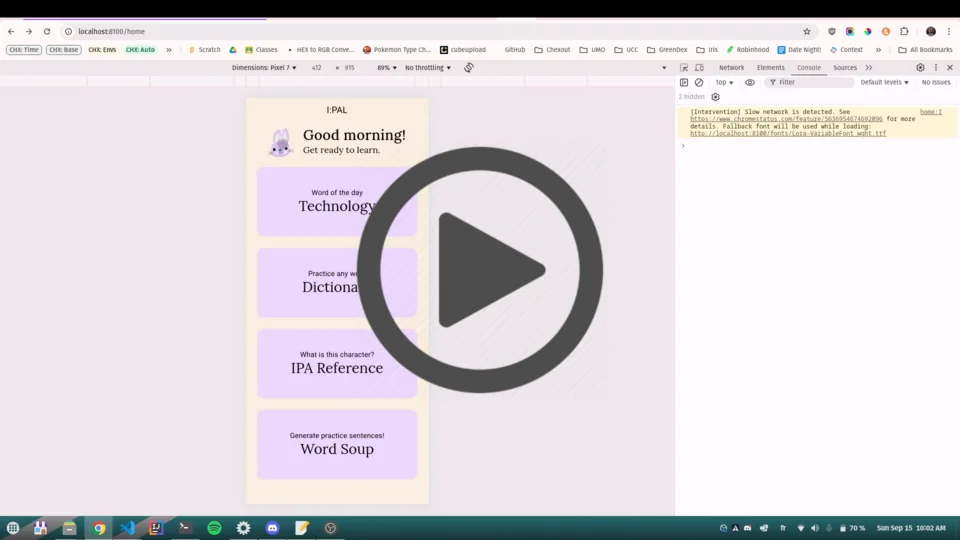 localhost:8100/home
CHX: Time
CHX: Base
CHX: Ems
CHX: Auto
»
Scratch
Classes
HEX to RGB Conve...
Pokemon Type Ch...
cubeupload
GitHub
Chexout
UMO
UCC
GreenDex
Iris
Robinhood
Date Night!
Context
»
All Bookmarks
Dimensions: Pixel 7
412 × 915
89%
No throttling
Network
Elements
Console
Sources
»
top
Filter
Default levels
No Issues
2 hidden
[Intervention] Slow network is detected. See
home:1
https://www.chromestatus.com/feature/5636954674692096 for more
details. Fallback font will be used while loading:
http://localhost:8100/fonts/Lora-VariableFont_wght.ttf
I:PAL
Good morning!
Get ready to learn.
Word of the day
Technology
Practice any wo
Dictiona
What is this character?
IPA Reference
Generate practice sentences!
Word Soup
fr
70 %
Sun Sep 15
10:02 AM